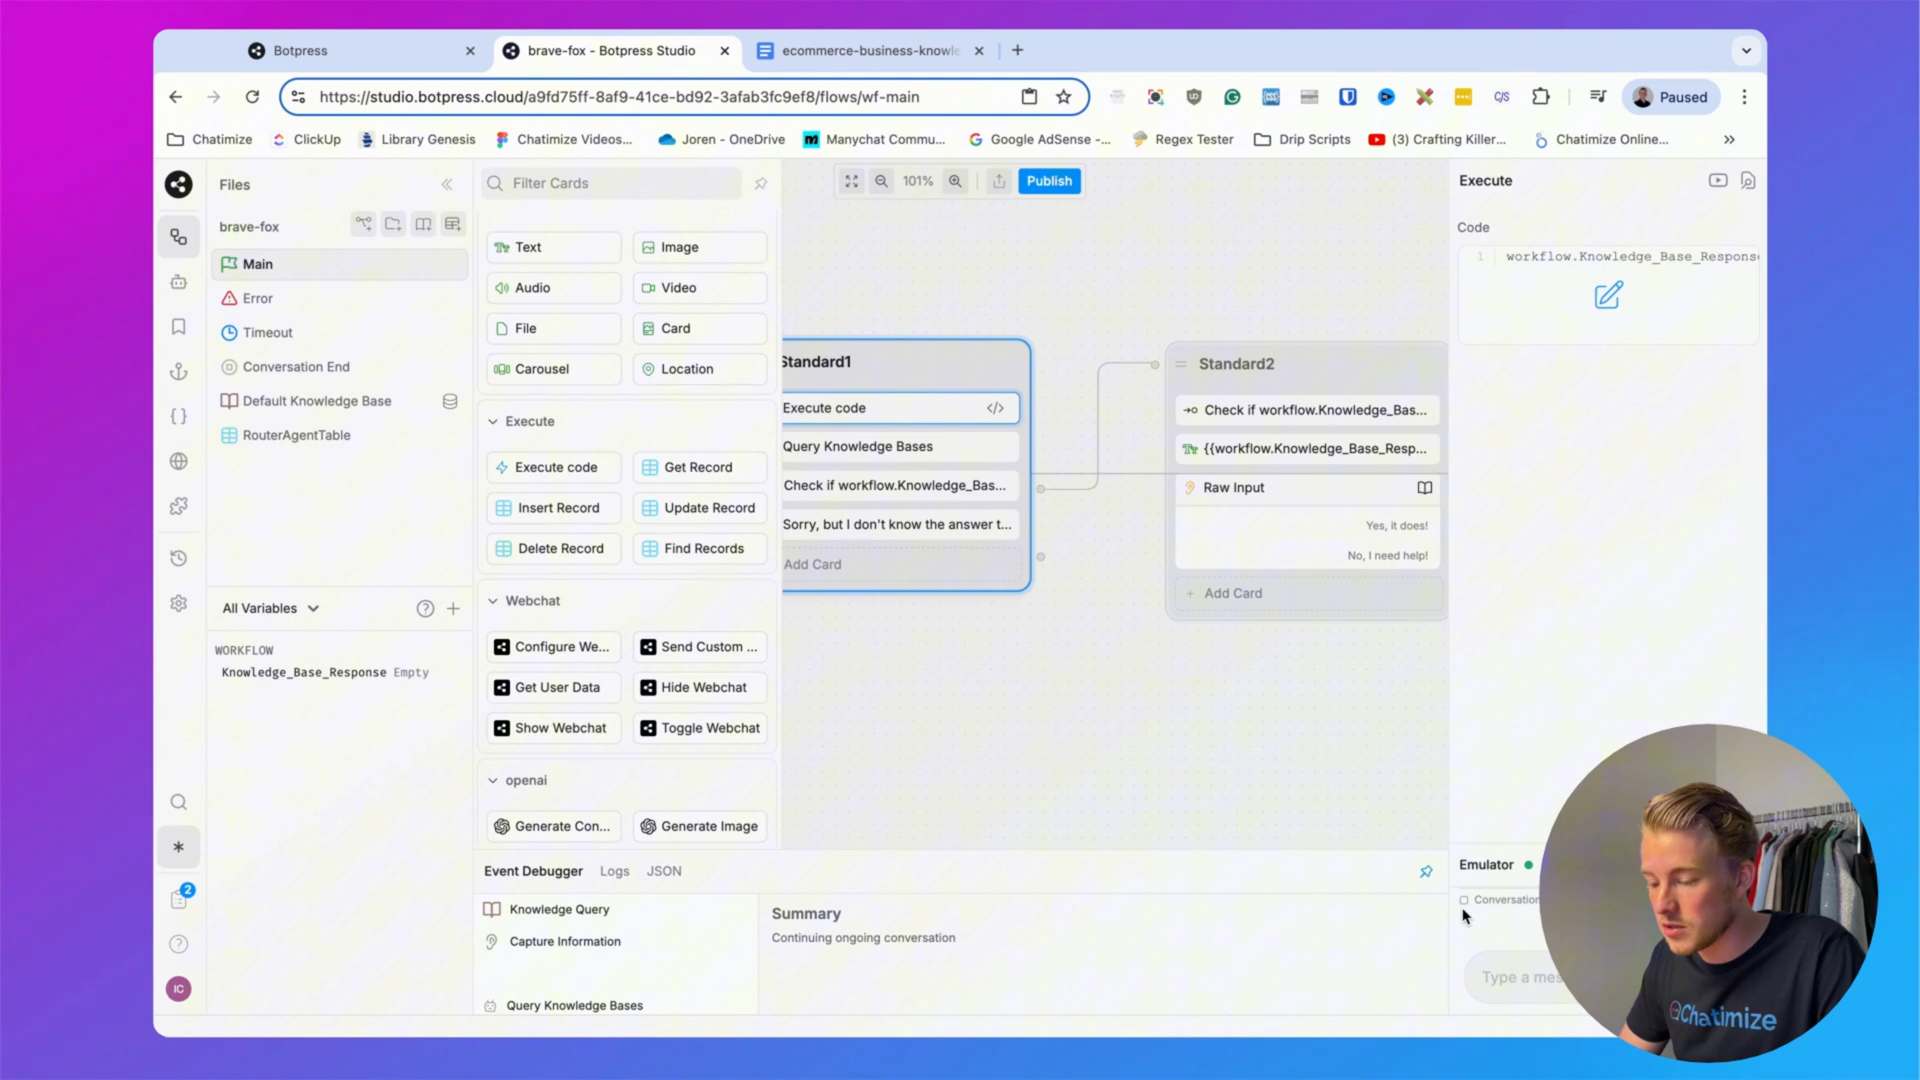 Botpress
brave-fox - Botpress Studio
ecommerce-business-knowle
https://studio.botpress.cloud/a9fd75ff-8af9-41ce-bd92-3afab3fc9ef8/flows/wf-main
Paused
Chatimize
ClickUp
Library Genesis
Chatimize Videos...
Joren - OneDrive
Manychat Commu...
Google AdSense -...
Regex Tester
Drip Scripts
(3) Crafting Killer...
Chatimize Online...
Files
brave-fox
Main
Error
Timeout
Conversation End
Default Knowledge Base
RouterAgentTable
All Variables
WORKFLOW
Knowledge_Base_Response Empty
2
IC
Filter Cards
Text
Image
Audio
Video
File
Card
Carousel
Location
Execute
Execute code
Get Record
Insert Record
Update Record
Delete Record
Find Records
Webchat
Configure We...
Send Custom ...
Get User Data
Hide Webchat
Show Webchat
Toggle Webchat
openai
Generate Con...
Generate Image
101%
Publish
Standard1
Execute code
Query Knowledge Bases
Check if workflow.Knowledge_Bas...
Sorry, but I don't know the answer t...
Add Card
Standard2
Check if workflow.Knowledge_Bas...
{{workflow.Knowledge_Base_Resp...
Raw Input
Yes, it does!
No, I need help!
+ Add Card
Execute
Code
1 workflow.Knowledge_Base_Response
Event Debugger
Logs
JSON
Knowledge Query
Capture Information
Query Knowledge Bases
Summary
Continuing ongoing conversation
Emulator
Conversation
Type a mes
Chatimize